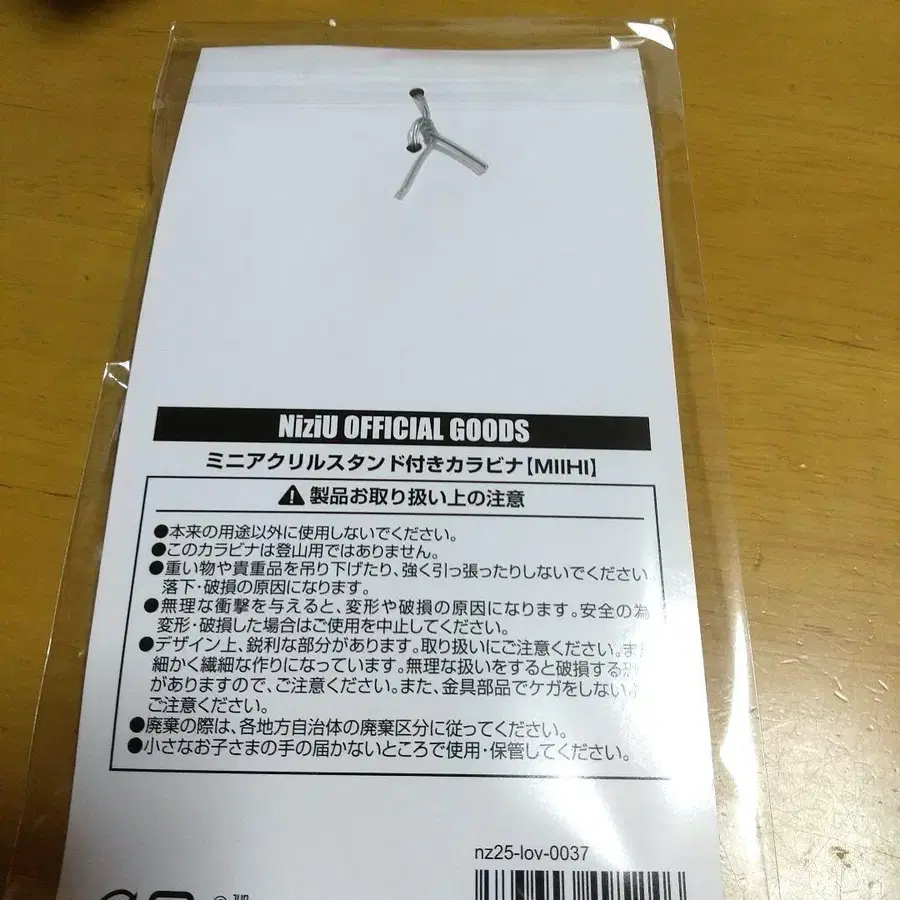 NiziU OFFICIAL GOODS
ミニアクリルスタンド付きカラビナ【MIIHI】
製品お取り扱い上の注意
●本来の用途以外に使用しないでください。
●このカラビナは登山用ではありません。
●重い物や貴重品を吊り下げたり、強く引っ張ったりしないでください。
落下・破損の原因になります。
●無理な衝撃を与えると、変形や破損の原因になります。安全の為
変形・破損した場合はご使用を中止してください。
●デザイン上、鋭利な部分があります。取り扱いにご注意ください。また
細かく繊細な作りになっています。無理な扱いをすると破損する恐
がありますので、ご注意ください。また、金具部品でケガをしない
ご注意ください。
●廃棄の際は、各地方自治体の廃棄区分に従ってください。
●小さなお子さまの手の届かないところで使用・保管してください。
nz25-lov-0037